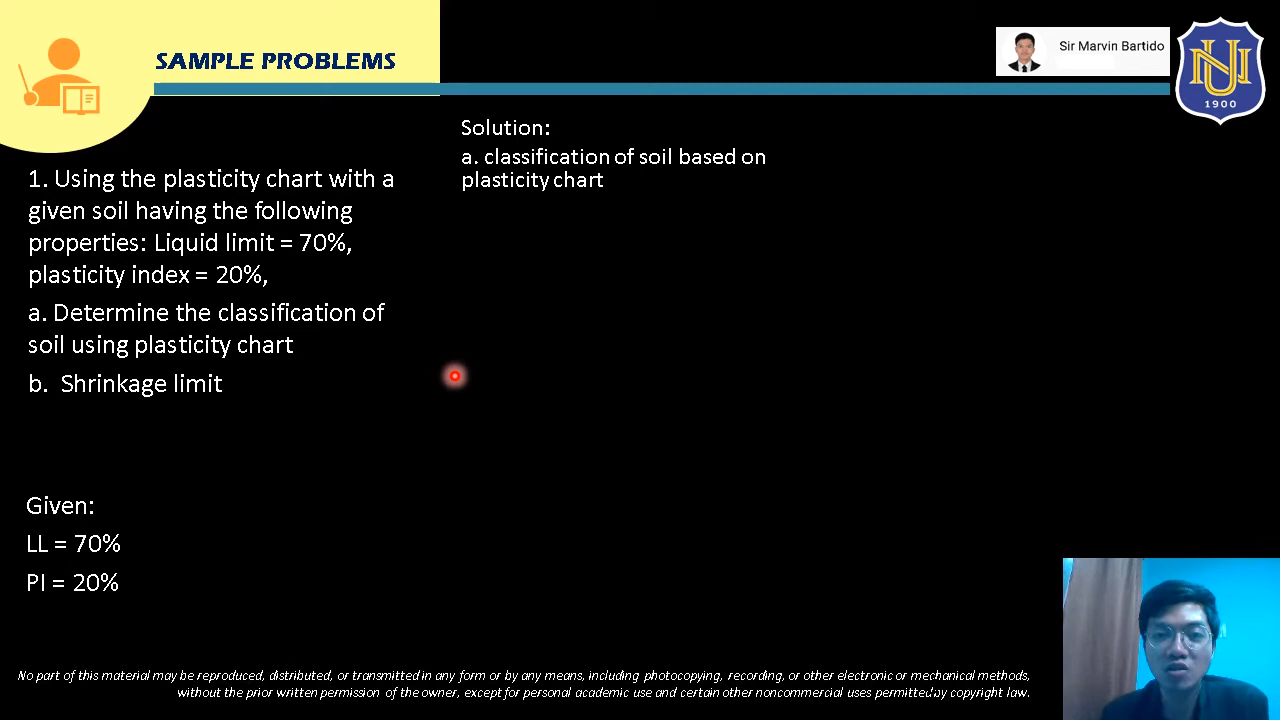 SAMPLE PROBLEMS
Sir Marvin Bartido
NU
1900
1. Using the plasticity chart with a
given soil having the following
properties: Liquid limit = 70%,
plasticity index = 20%,
a. Determine the classification of
soil using plasticity chart
b. Shrinkage limit
Given:
LL = 70%
PI = 20%
Solution:
a. classification of soil based on
plasticity chart
No part of this material may be reproduced, distributed, or transmitted in any form or by any means, including photocopying, recording, or other electronic or mechanical methods,
without the prior written permission of the owner, except for personal academic use and certain other noncommercial uses permitted by copyright law.